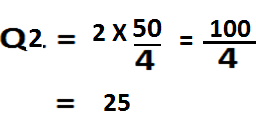 Q2. = 2 X 50/4 = 100/4
= 25